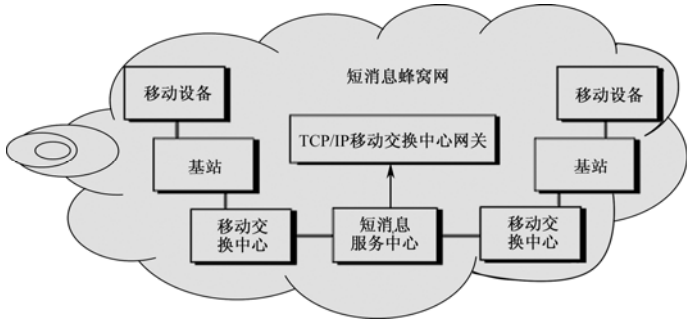 短消息蜂窝网
移动设备
移动设备
TCP/IP移动交换中心网关
基站
基站
移动交
换中心
短消息
服务中心
移动交
换中心